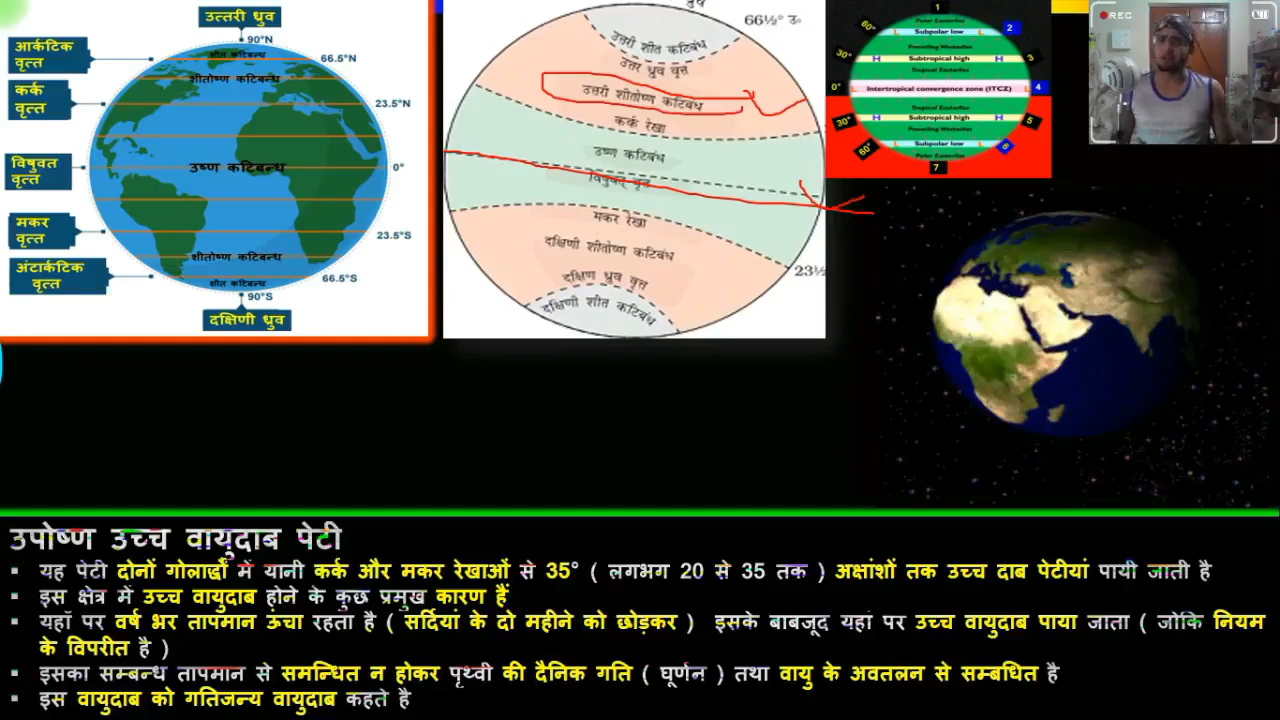 उत्तरी ध्रुव
90°N
आर्कटिक
वृत्त
शीत कटिबन्ध
66.5°N
शीतोष्ण कटिबन्ध
कर्क
वृत्त
23.5°N
विषुवत
वृत्त
उष्ण कटिबन्ध
0°
मकर
वृत्त
23.5°S
शीतोष्ण कटिबन्ध
अंटार्कटिक
वृत्त
66.5°S
शीत कटिबन्ध
90°S
दक्षिणी ध्रुव
ध्रुव
66½° उ॰
उत्तरी शीत कटिबंध
उत्तर ध्रुव वृत्त
उत्तरी शीतोष्ण कटिबंध
कर्क रेखा
उष्ण कटिबंध
विषुवत् वृत्त
मकर रेखा
दक्षिणी शीतोष्ण कटिबंध
23½
दक्षिण ध्रुव वृत्त
दक्षिणी शीत कटिबंध
1
Polar Easterlies
60° L Subpolar low L 2
Prevailing Westerlies
30° H Subtropical high H 3
Tropical Easterlies
0° L Intertropical convergence zone (ITCZ) L 4
Tropical Easterlies
30° H Subtropical high H 5
Prevailing Westerlies
60° L Subpolar low L 6
Polar Easterlies
7
REC
उपोष्ण उच्च वायुदाब पेटी
▪ यह पेटी दोनों गोलार्द्धों में यानी कर्क और मकर रेखाओं से 35° ( लगभग 20 से 35 तक ) अक्षांशों तक उच्च दाब पेटीयां पायी जाती है
▪ इस क्षेत्र में उच्च वायुदाब होने के कुछ प्रमुख कारण हैं
▪ यहाँ पर वर्ष भर तापमान ऊंचा रहता है ( सर्दियां के दो महीने को छोड़कर ) इसके बाबजूद यहां पर उच्च वायुदाब पाया जाता ( जोकि नियम
के विपरीत है )
▪ इसका सम्बन्ध तापमान से समन्धित न होकर पृथ्वी की दैनिक गति ( घूर्णन ) तथा वायु के अवतलन से सम्बधित है
▪ इस वायुदाब को गतिजन्य वायुदाब कहते है